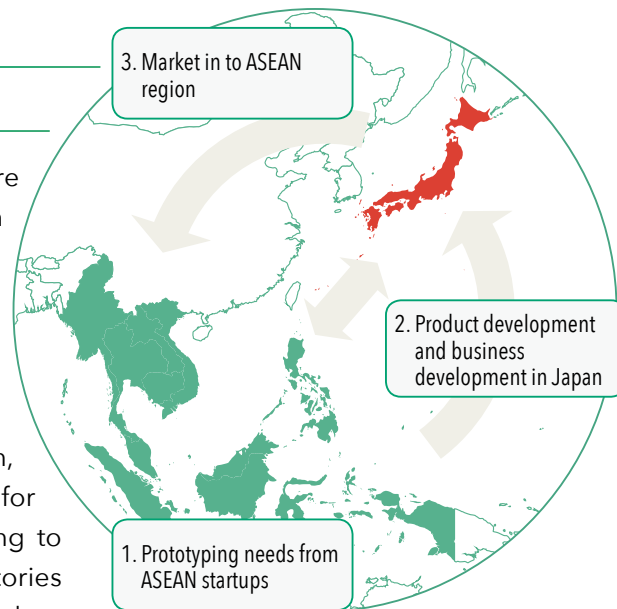 3. Market in to ASEAN
region
2. Product development
and business
development in Japan
for
1. Prototyping needs from
ASEAN startups